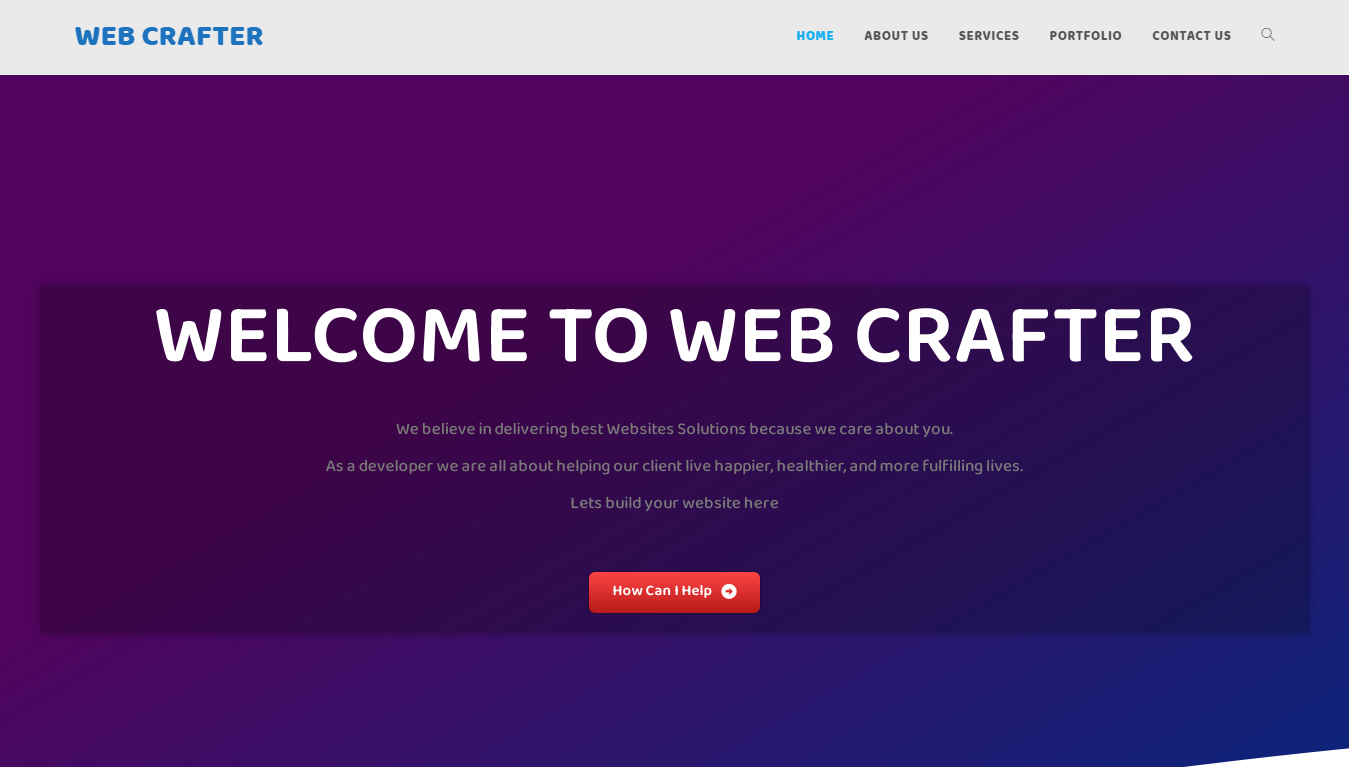 WEB CRAFTER
HOME ABOUT US SERVICES PORTFOLIO CONTACT US
WELCOME TO WEB CRAFTER
We believe in delivering best Websites Solutions because we care about you.
As a developer we are all about helping our client live happier, healthier, and more fulfilling lives.
Lets build your website here
How Can I Help